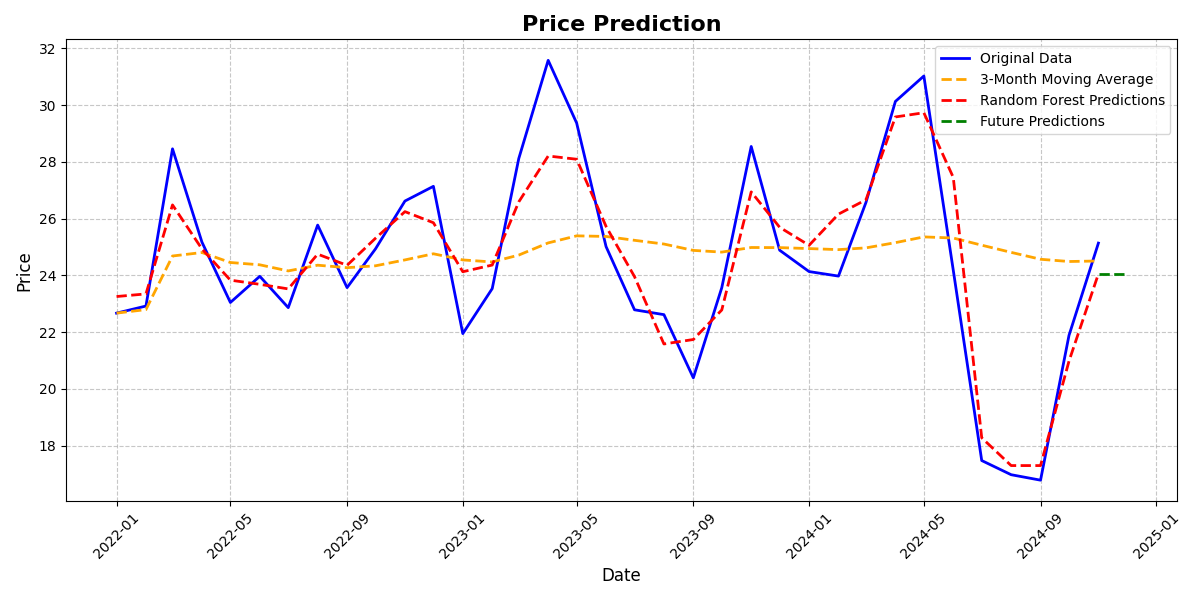 Price Prediction
Original Data
3-Month Moving Average
Random Forest Predictions
Future Predictions
Price
32
30
28
26
24
22
20
18
2022-01
2022-05
2022-09
2023-01
2023-05
2023-09
2024-01
2024-05
2024-09
2025-01
Date